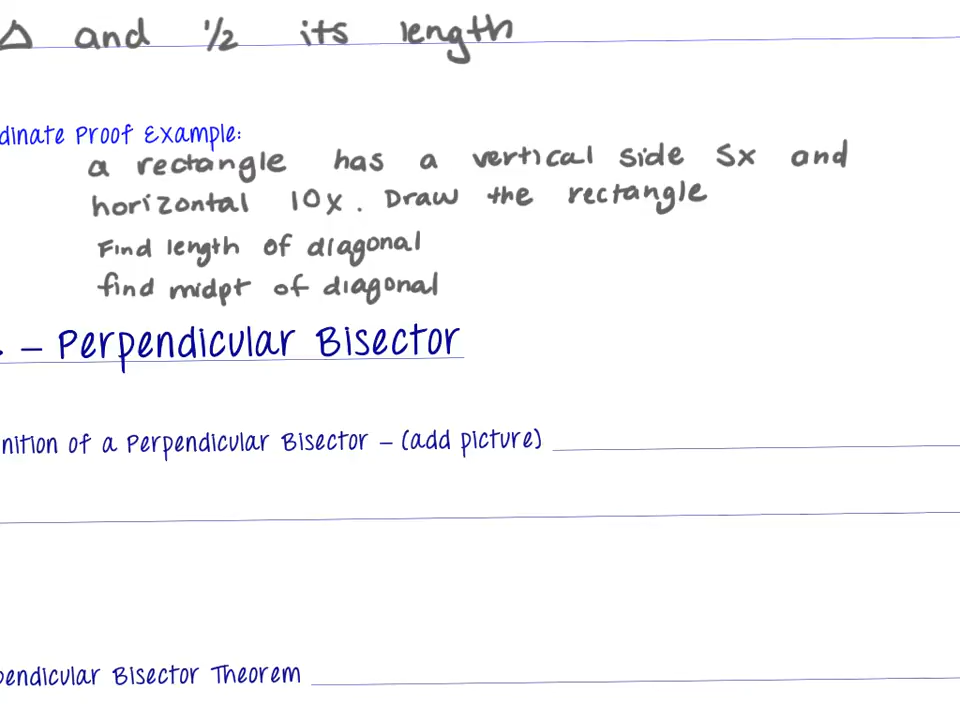 △ and 1/2 its length
dinate Proof Example:
a rectangle has a vertical side 5x and
horizontal 10x. Draw the rectangle
Find length of diagonal
find midpt of diagonal
. – Perpendicular Bisector
nition of a Perpendicular Bisector – (add picture)
pendicular Bisector Theorem